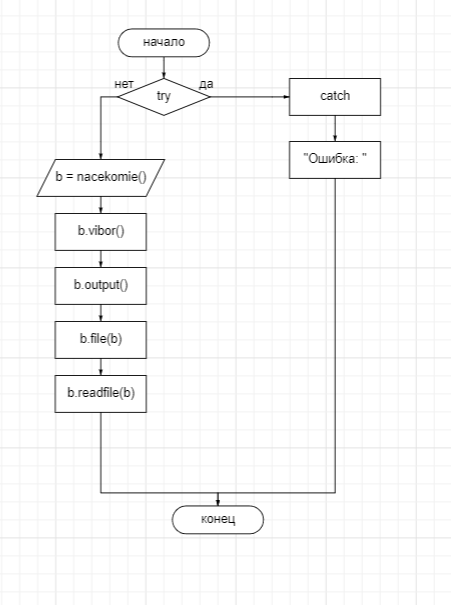 начало
нет
да
try
catch
"Ошибка: "
b = nacekomie()
b.vibor()
b.output()
b.file(b)
b.readfile(b)
конец